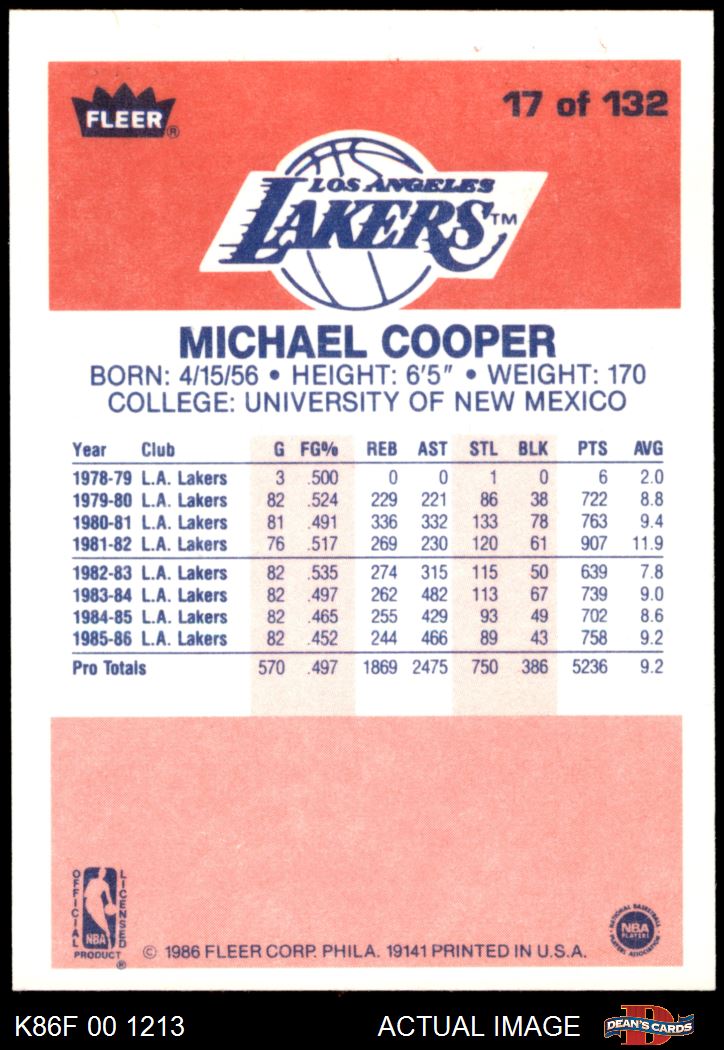 FLEER®
17 of 132
LOS ANGELES
LAKERS™
MICHAEL COOPER
BORN: 4/15/56 • HEIGHT: 6'5" • WEIGHT: 170
COLLEGE: UNIVERSITY OF NEW MEXICO
Year Club G FG% REB AST STL BLK PTS AVG
1978-79 L.A. Lakers 3 .500 0 0 1 0 6 2.0
1979-80 L.A. Lakers 82 .524 229 221 86 38 722 8.8
1980-81 L.A. Lakers 81 .491 336 332 133 78 763 9.4
1981-82 L.A. Lakers 76 .517 269 230 120 61 907 11.9
1982-83 L.A. Lakers 82 .535 274 315 115 50 639 7.8
1983-84 L.A. Lakers 82 .497 262 482 113 67 739 9.0
1984-85 L.A. Lakers 82 .465 255 429 93 49 702 8.6
1985-86 L.A. Lakers 82 .452 244 466 89 43 758 9.2
Pro Totals 570 .497 1869 2475 750 386 5236 9.2
OFFICIAL
LICENSED
NBA
PRODUCT®
NATIONAL BASKETBALL
NBA
PLAYERS
PLAYERS ASSOCIATION
© 1986 FLEER CORP. PHILA. 19141 PRINTED IN U.S.A.
K86F 00 1213
ACTUAL IMAGE
D
DEAN'S CARDS